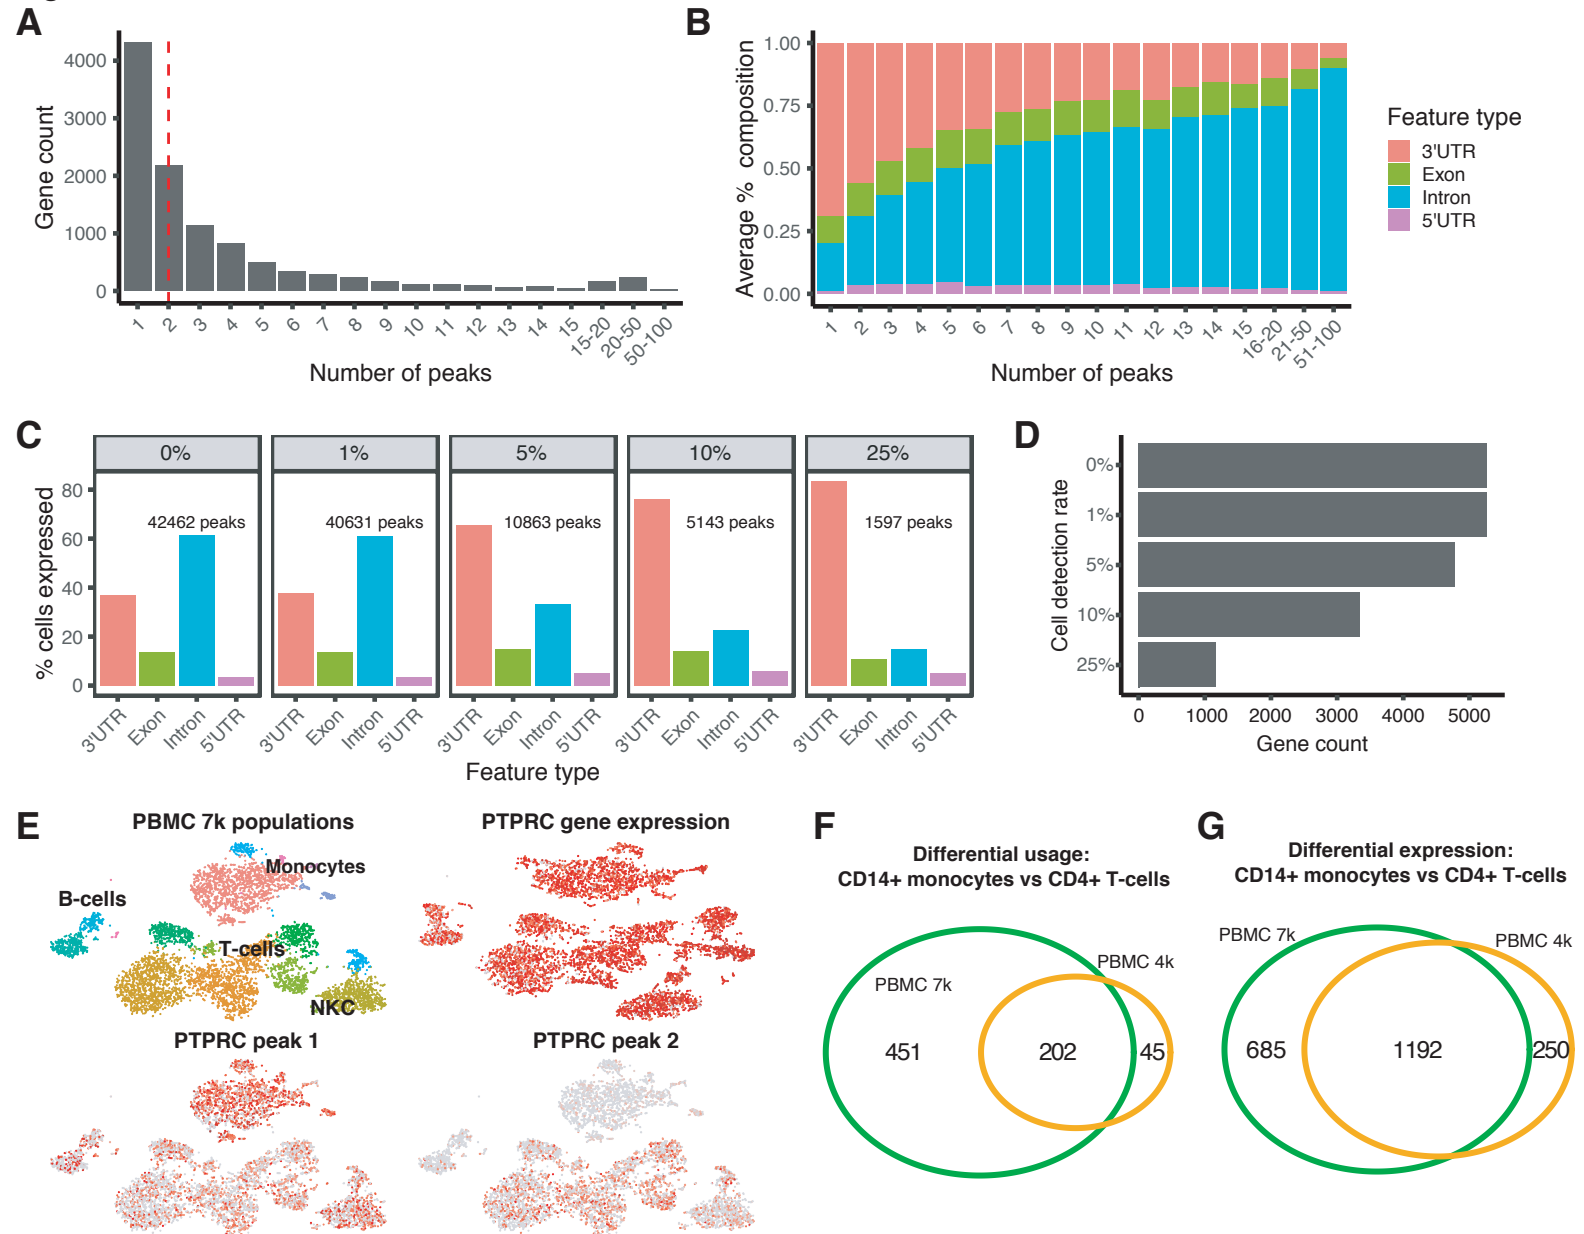 A
Gene count
4000
3000
2000
1000
0
1 2 3 4 5 6 7 8 9 10 11 12 13 14 15 15-20 20-50 50-100
Number of peaks
B
Average % composition
1.00
0.75
0.50
0.25
0.00
1 2 3 4 5 6 7 8 9 10 11 12 13 14 15 16-20 21-50 51-100
Number of peaks
Feature type
3'UTR
Exon
Intron
5'UTR
C
% cells expressed
0% 1% 5% 10% 25%
80
60
40
20
0
42462 peaks 40631 peaks 10863 peaks 5143 peaks 1597 peaks
3'UTR Exon Intron 5'UTR 3'UTR Exon Intron 5'UTR 3'UTR Exon Intron 5'UTR 3'UTR Exon Intron 5'UTR 3'UTR Exon Intron 5'UTR
Feature type
D
Cell detection rate
0%
1%
5%
10%
25%
0 1000 2000 3000 4000 5000
Gene count
E
PBMC 7k populations
Monocytes
B-cells
T-cells
NKC
PTPRC gene expression
PTPRC peak 1
PTPRC peak 2
F
Differential usage:
CD14+ monocytes vs CD4+ T-cells
PBMC 7k
PBMC 4k
451 202 45
G
Differential expression:
CD14+ monocytes vs CD4+ T-cells
PBMC 7k
PBMC 4k
685 1192 250